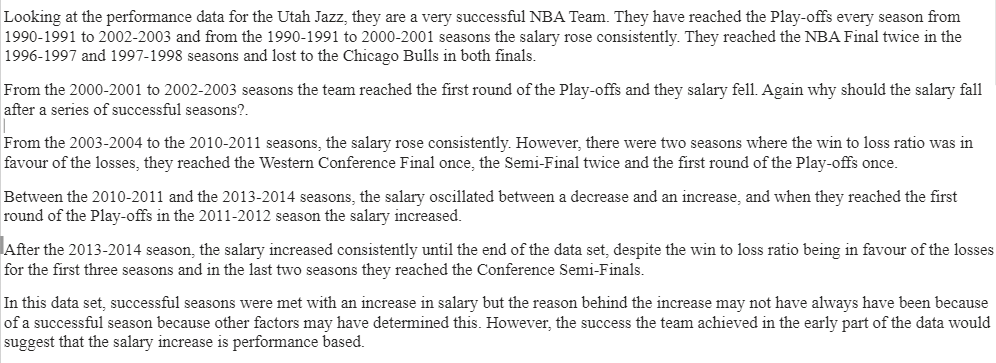 Looking at the performance data for the Utah Jazz, they are a very successful NBA Team. They have reached the Play-offs every season from
1990-1991 to 2002-2003 and from the 1990-1991 to 2000-2001 seasons the salary rose consistently. They reached the NBA Final twice in the
1996-1997 and 1997-1998 seasons and lost to the Chicago Bulls in both finals.
From the 2000-2001 to 2002-2003 seasons the team reached the first round of the Play-offs and they salary fell. Again why should the salary fall
after a series of successful seasons?.
From the 2003-2004 to the 2010-2011 seasons, the salary rose consistently. However, there were two seasons where the win to loss ratio was in
favour of the losses, they reached the Western Conference Final once, the Semi-Final twice and the first round of the Play-offs once.
Between the 2010-2011 and the 2013-2014 seasons, the salary oscillated between a decrease and an increase, and when they reached the first
round of the Play-offs in the 2011-2012 season the salary increased.
After the 2013-2014 season, the salary increased consistently until the end of the data set, despite the win to loss ratio being in favour of the losses
for the first three seasons and in the last two seasons they reached the Conference Semi-Finals.
In this data set, successful seasons were met with an increase in salary but the reason behind the increase may not have always have been because
of a successful season because other factors may have determined this. However, the success the team achieved in the early part of the data would
suggest that the salary increase is performance based.